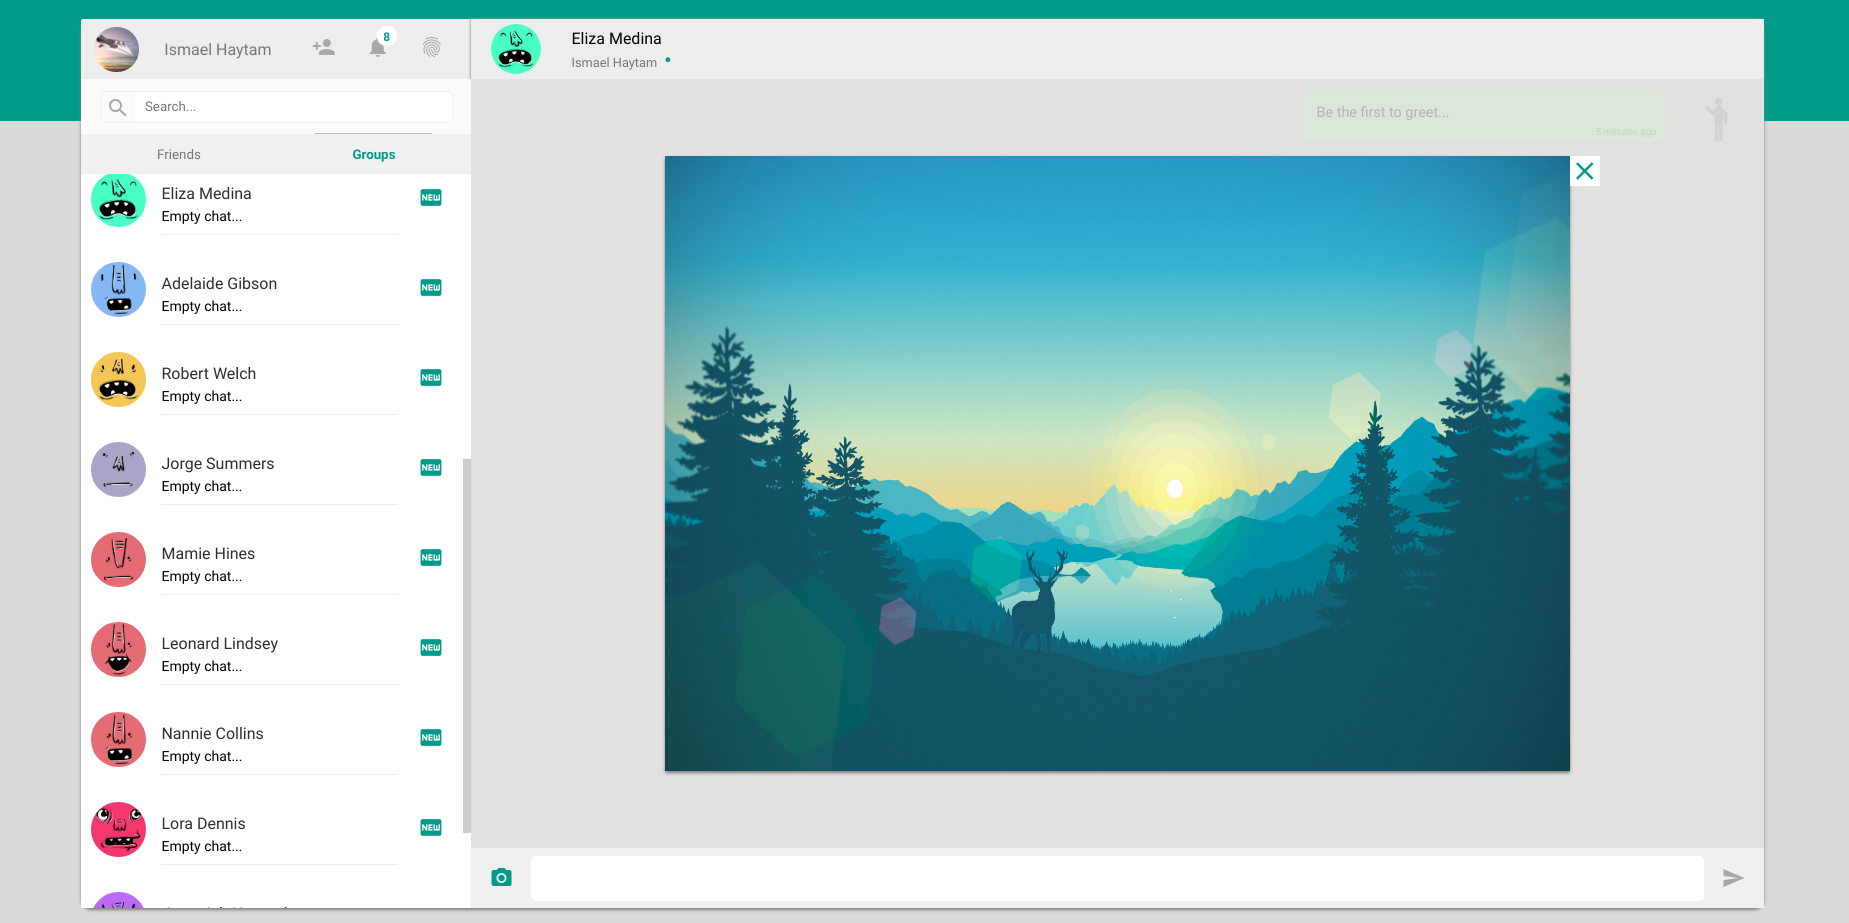 Ismael Haytam
8
Search...
Friends
Groups
Eliza Medina
NEW
Empty chat...
Adelaide Gibson
NEW
Empty chat...
Robert Welch
NEW
Empty chat...
Jorge Summers
NEW
Empty chat...
Mamie Hines
NEW
Empty chat...
Leonard Lindsey
NEW
Empty chat...
Nannie Collins
NEW
Empty chat...
Lora Dennis
NEW
Empty chat...
Eliza Medina
Ismael Haytam
Be the first to greet...
5 minutes ago